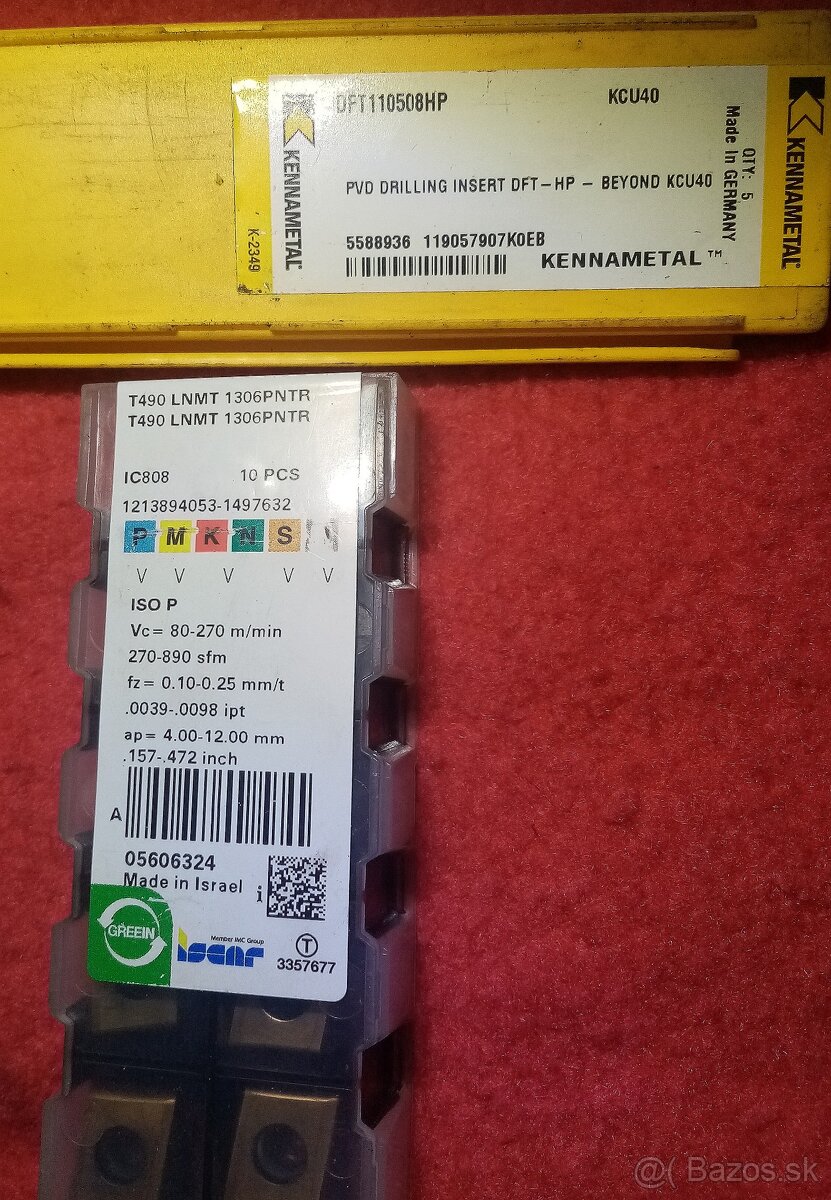 DFT110508HP KCU40
PVD DRILLING INSERT DFT-HP - BEYOND KCU40
5588936 119057907K0EB
KENNAMETAL™
KENNAMETAL
K-2349
QTY: 5
Made In GERMANY
KENNAMETAL
T490 LNMT 1306PNTR
T490 LNMT 1306PNTR
IC808 10 PCS
1213894053-1497632
P M K N S
V V V V V
ISO P
Vc= 80-270 m/min
270-890 sfm
fz= 0.10-0.25 mm/t
.0039-.0098 ipt
ap= 4.00-12.00 mm
.157-.472 inch
A
05606324
Made in Israel i
GREEIN
Member IMC Group
iscar
T
3357677
@( Bazos.sk